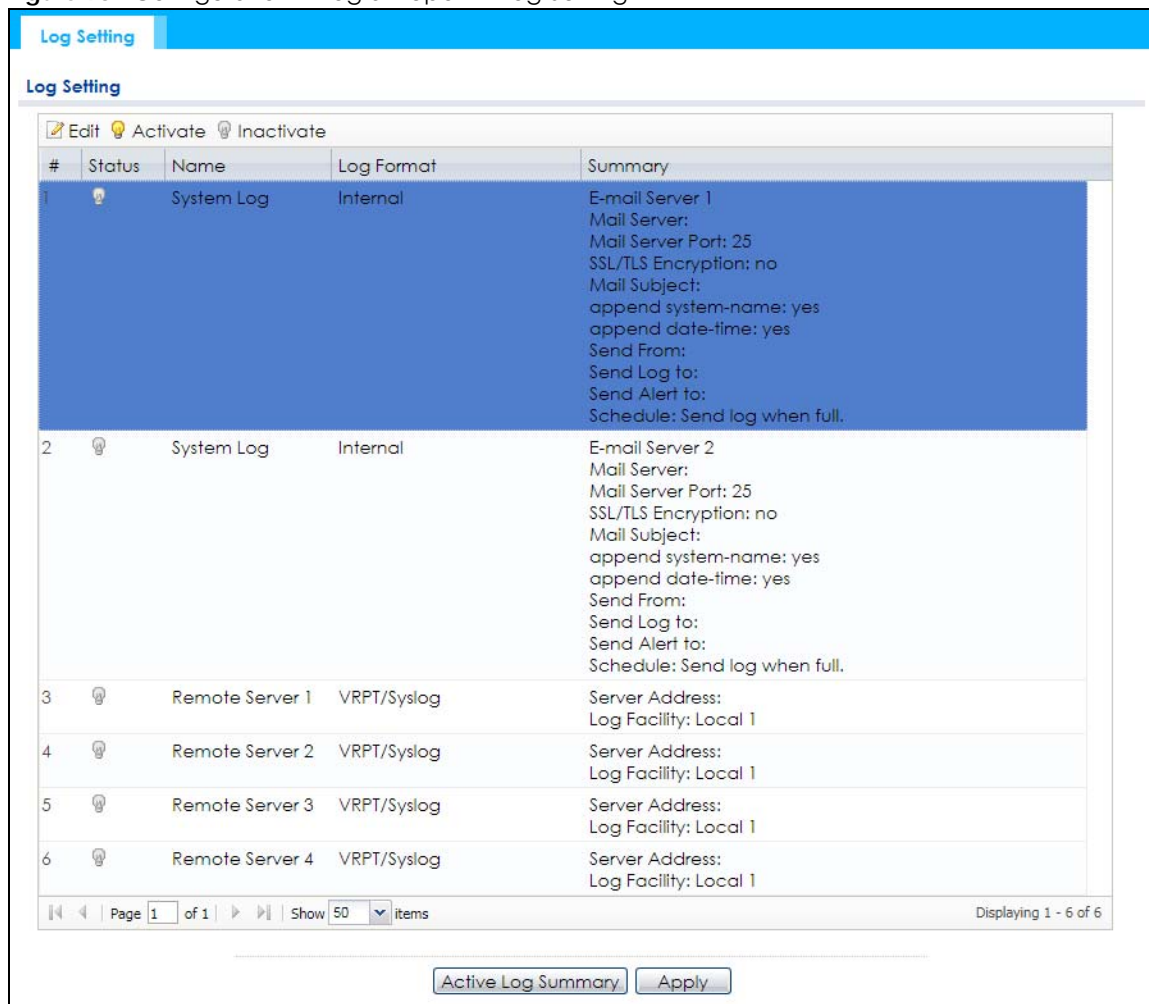 Log Setting
Log Setting
Edit Activate Inactivate
# Status Name Log Format Summary
1 System Log Internal E-mail Server 1
Mail Server:
Mail Server Port: 25
SSL/TLS Encryption: no
Mail Subject:
append system-name: yes
append date-time: yes
Send From:
Send Log to:
Send Alert to:
Schedule: Send log when full.
2 System Log Internal E-mail Server 2
Mail Server:
Mail Server Port: 25
SSL/TLS Encryption: no
Mail Subject:
append system-name: yes
append date-time: yes
Send From:
Send Log to:
Send Alert to:
Schedule: Send log when full.
3 Remote Server 1 VRPT/Syslog Server Address:
Log Facility: Local 1
4 Remote Server 2 VRPT/Syslog Server Address:
Log Facility: Local 1
5 Remote Server 3 VRPT/Syslog Server Address:
Log Facility: Local 1
6 Remote Server 4 VRPT/Syslog Server Address:
Log Facility: Local 1
Page 1 of 1 Show 50 items Displaying 1 - 6 of 6
Active Log Summary Apply